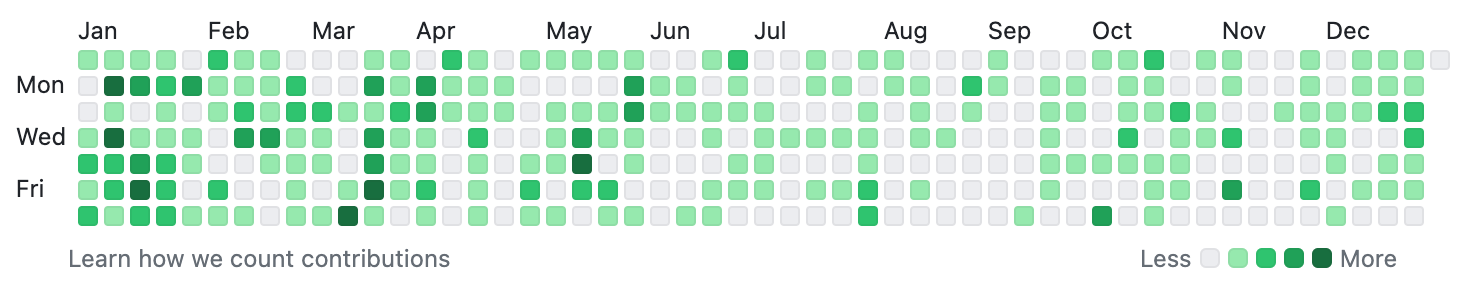 Jan Feb Mar Apr May Jun Jul Aug Sep Oct Nov Dec
Mon
Wed
Fri
Learn how we count contributions Less More